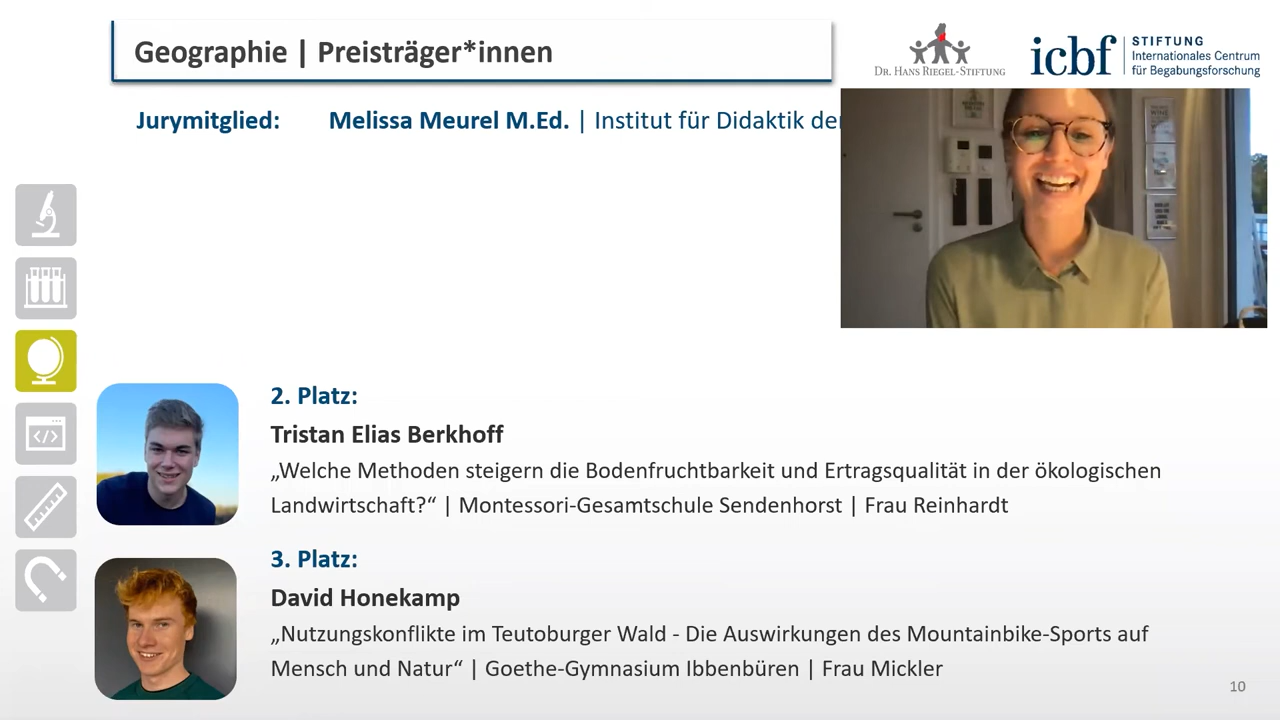 Geographie | Preisträger*innen
DR. HANS RIEGEL-STIFTUNG
icbf
STIFTUNG
Internationales Centrum
für Begabungsforschung
Jurymitglied: Melissa Meurel M.Ed. | Institut für Didaktik der
</>
2. Platz:
Tristan Elias Berkhoff
„Welche Methoden steigern die Bodenfruchtbarkeit und Ertragsqualität in der ökologischen
Landwirtschaft?“ | Montessori-Gesamtschule Sendenhorst | Frau Reinhardt
3. Platz:
David Honekamp
„Nutzungskonflikte im Teutoburger Wald - Die Auswirkungen des Mountainbike-Sports auf
Mensch und Natur“ | Goethe-Gymnasium Ibbenbüren | Frau Mickler
10